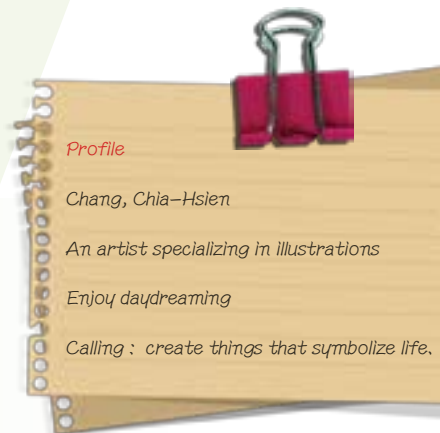 Profile
Chang, Chia-Hsien
An artist specializing in illustrations
Enjoy daydreaming
Calling : create things that symbolize life.